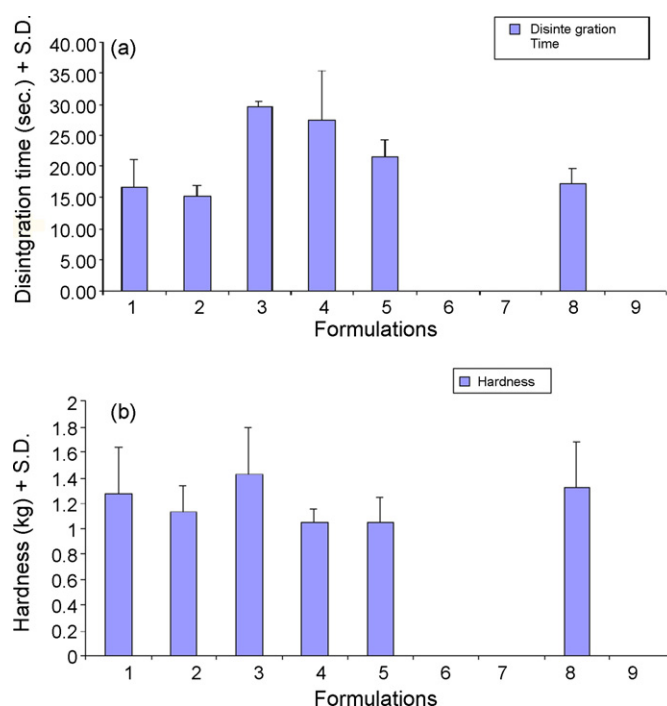 (a)
Disinte gration
Time
Disintgration time (sec.) + S.D.
40.00
35.00
30.00
25.00
20.00
15.00
10.00
5.00
0.00
1 2 3 4 5 6 7 8 9
Formulations
(b)
Hardness
Hardness (kg) + S.D.
2
1.8
1.6
1.4
1.2
1
0.8
0.6
0.4
0.2
0
1 2 3 4 5 6 7 8 9
Formulations